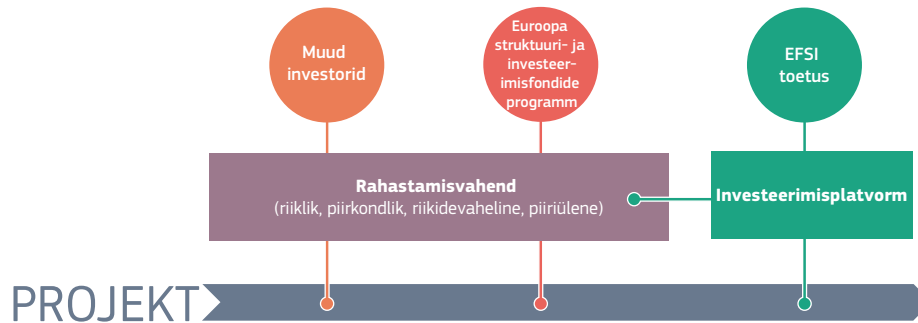 Muud
investorid
Euroopa
struktuuri- ja
investeer-
imisfondide
programm
EFSI
toetus
Rahastamisvahend
(riiklik, piirkondlik, riikidevaheline, piiriülene)
Investeerimisplatvorm
PROJEKT